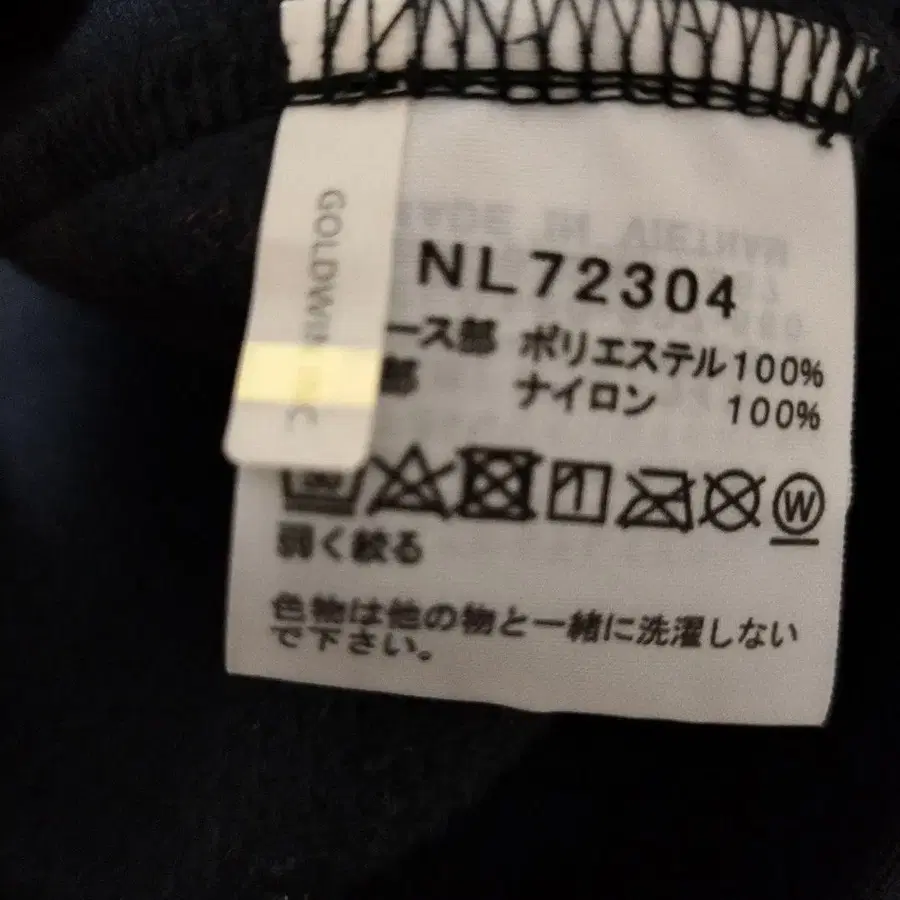 GOLDWIN INC
NL72304
ース部 ポリエステル100%
部 ナイロン 100%
W
弱く絞る
色物は他の物と一緒に洗濯しない
で下さい。